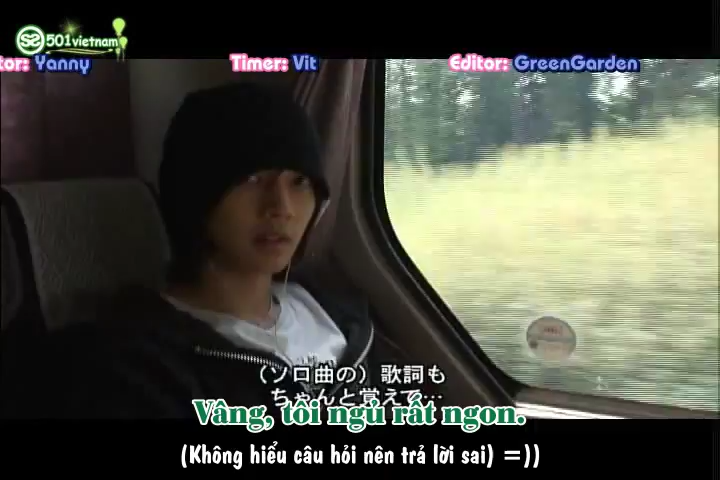 SS501vietnam
tor: Yanny Timer: Vit Editor: GreenGarden
（ソロ曲の）歌詞も
ちゃんと覚えて…
Vâng, tôi ngủ rất ngon.
(Không hiểu câu hỏi nên trả lời sai) =))